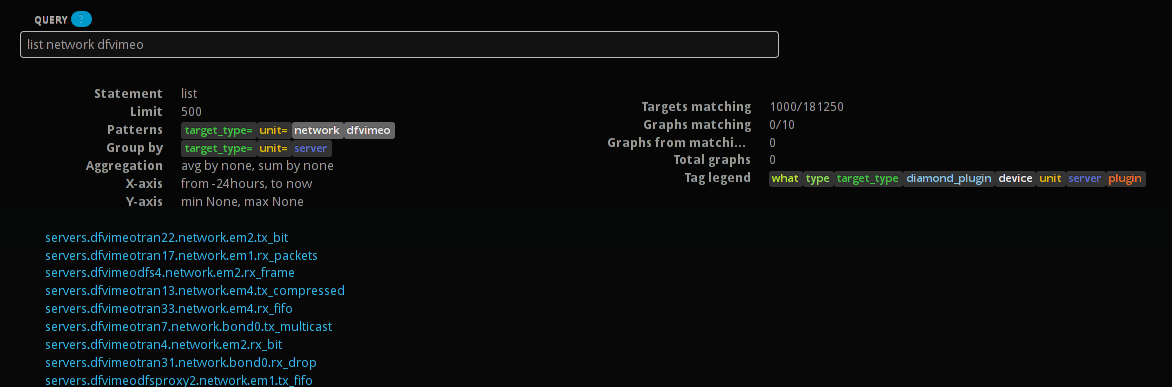 QUERY ?
list network dfvimeo
Statement list
Limit 500
Patterns target_type= unit= network dfvimeo
Group by target_type= unit= server
Aggregation avg by none, sum by none
X-axis from -24hours, to now
Y-axis min None, max None
Targets matching 1000/181250
Graphs matching 0/10
Graphs from matchi... 0
Total graphs 0
Tag legend what type target_type diamond_plugin device unit server plugin
servers.dfvimeotran22.network.em2.tx_bit
servers.dfvimeotran17.network.em1.rx_packets
servers.dfvimeodfs4.network.em2.rx_frame
servers.dfvimeotran13.network.em4.tx_compressed
servers.dfvimeotran33.network.em4.rx_fifo
servers.dfvimeotran7.network.bond0.tx_multicast
servers.dfvimeotran4.network.em2.rx_bit
servers.dfvimeotran31.network.bond0.rx_drop
servers.dfvimeodfsproxy2.network.em1.tx_fifo